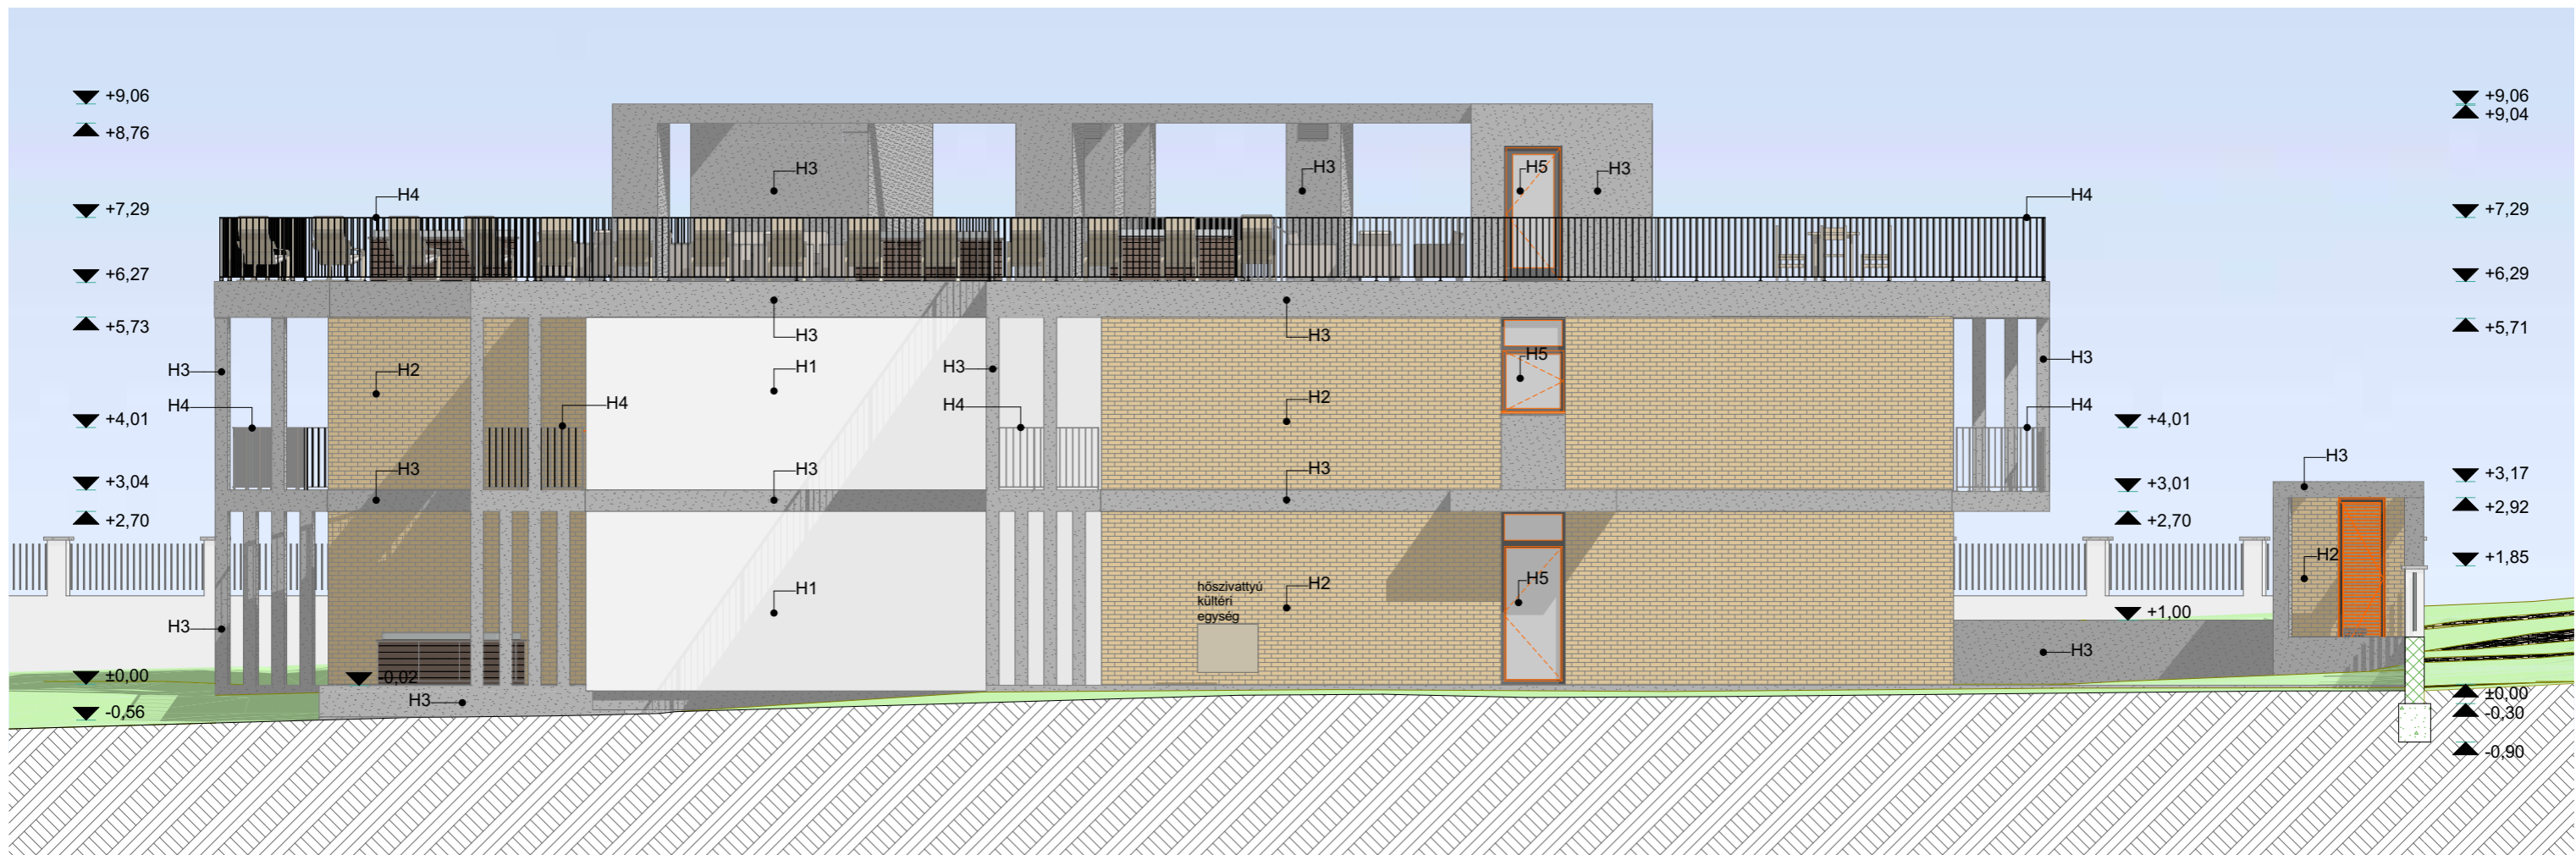 +9,06
+9,06
+8,76
+9,04
H3
H3
H5
H3
H4
H4
+7,29
+7,29
+6,27
+6,29
+5,73
H3
H3
+5,71
H3
H2
H1
H3
H5
H3
H4
H4
H4
H2
H4
+4,01
+4,01
H3
H3
H3
H3
+3,04
+3,01
+3,17
+2,70
+2,70
+2,92
H2
+1,85
hőszivattyú
kültéri
egység
H1
H2
H5
+1,00
H3
H3
±0,00
-0,02
±0,00
-0,56
H3
-0,30
-0,90